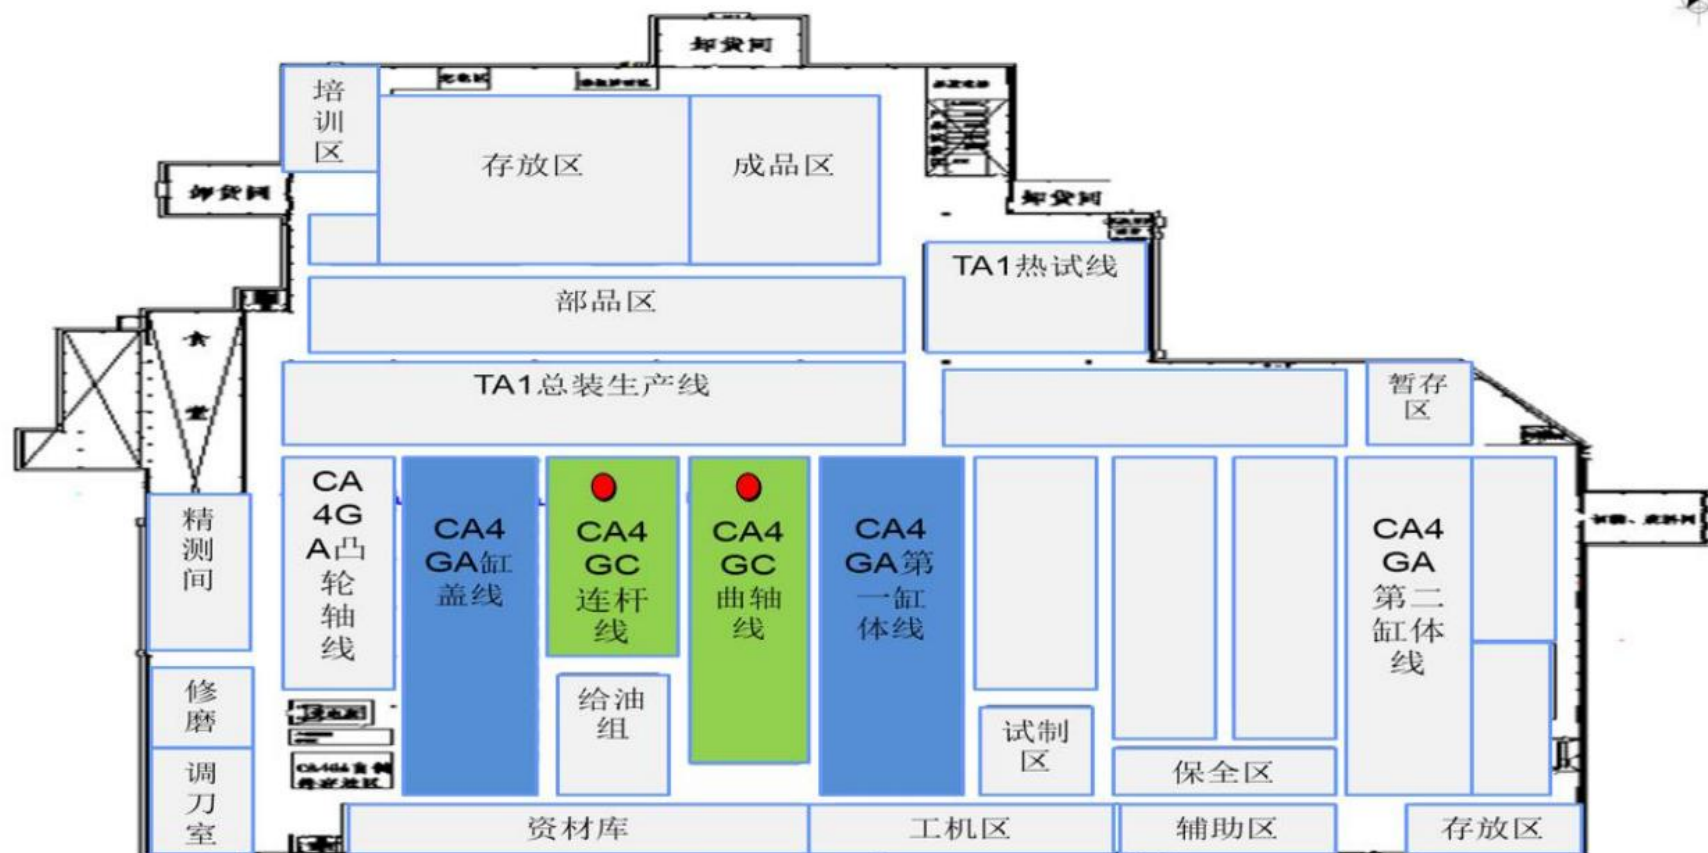 卸货间
培
训
区
存放区
成品区
卸货间
卸货间
TA1热试线
部品区
食
堂
TA1总装生产线
暂存
区
精
测
间
CA
4G
A凸
轮
轴
线
CA4
GA缸
盖线
CA4
GC
连杆
线
CA4
GC
曲轴
线
CA4
GA第
一缸
体线
CA4
GA
第二
缸体
线
修
磨
给油
组
试制
区
调
刀
室
保全区
资材库
工机区
辅助区
存放区